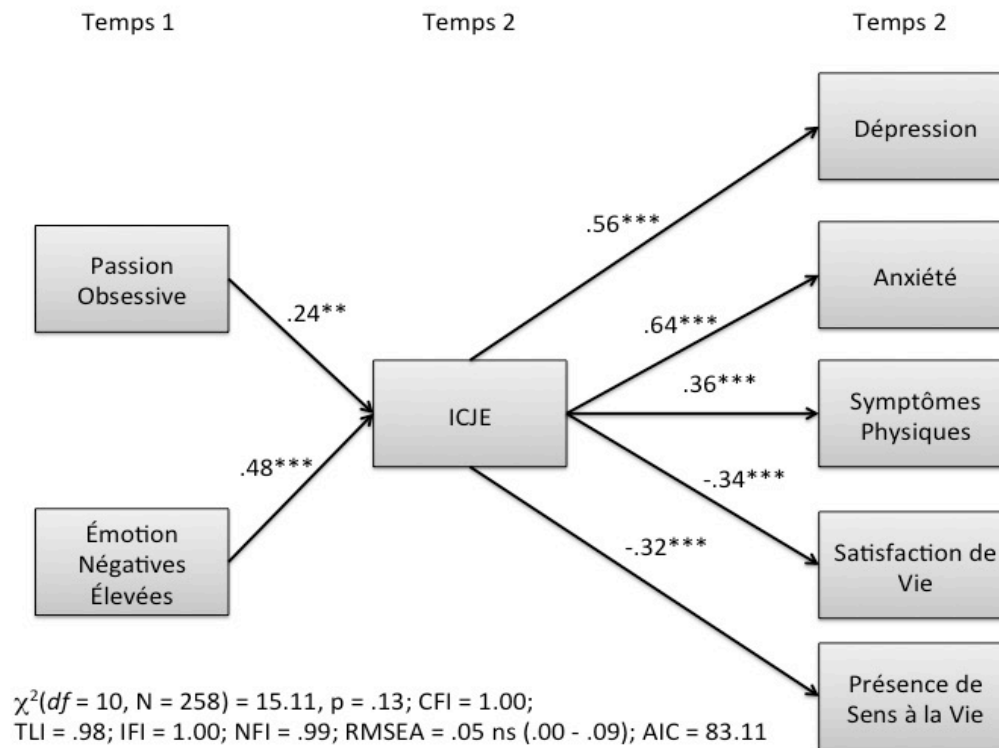 Temps 1
Temps 2
Temps 2
Dépression
.56***
Passion
Obsessive
Anxiété
.24**
.64***
.36***
ICJE
Symptômes
Physiques
.48***
-.34***
-.32***
Émotion
Négatives
Élevées
Satisfaction de
Vie
Présence de
Sens à la Vie
χ²(df = 10, N = 258) = 15.11, p = .13; CFI = 1.00;
TLI = .98; IFI = 1.00; NFI = .99; RMSEA = .05 ns (.00 - .09); AIC = 83.11